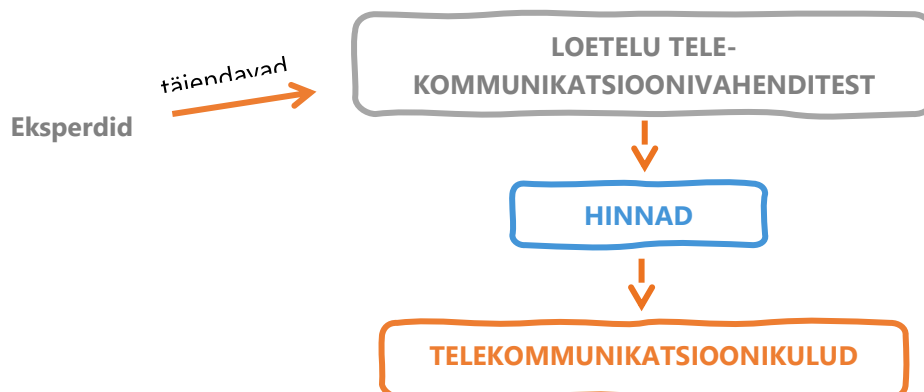 LOETELU TELE-
KOMMUNIKATSIOONIVAHENDITEST
täiendavad
Eksperdid
HINNAD
TELEKOMMUNIKATSIOONIKULUD